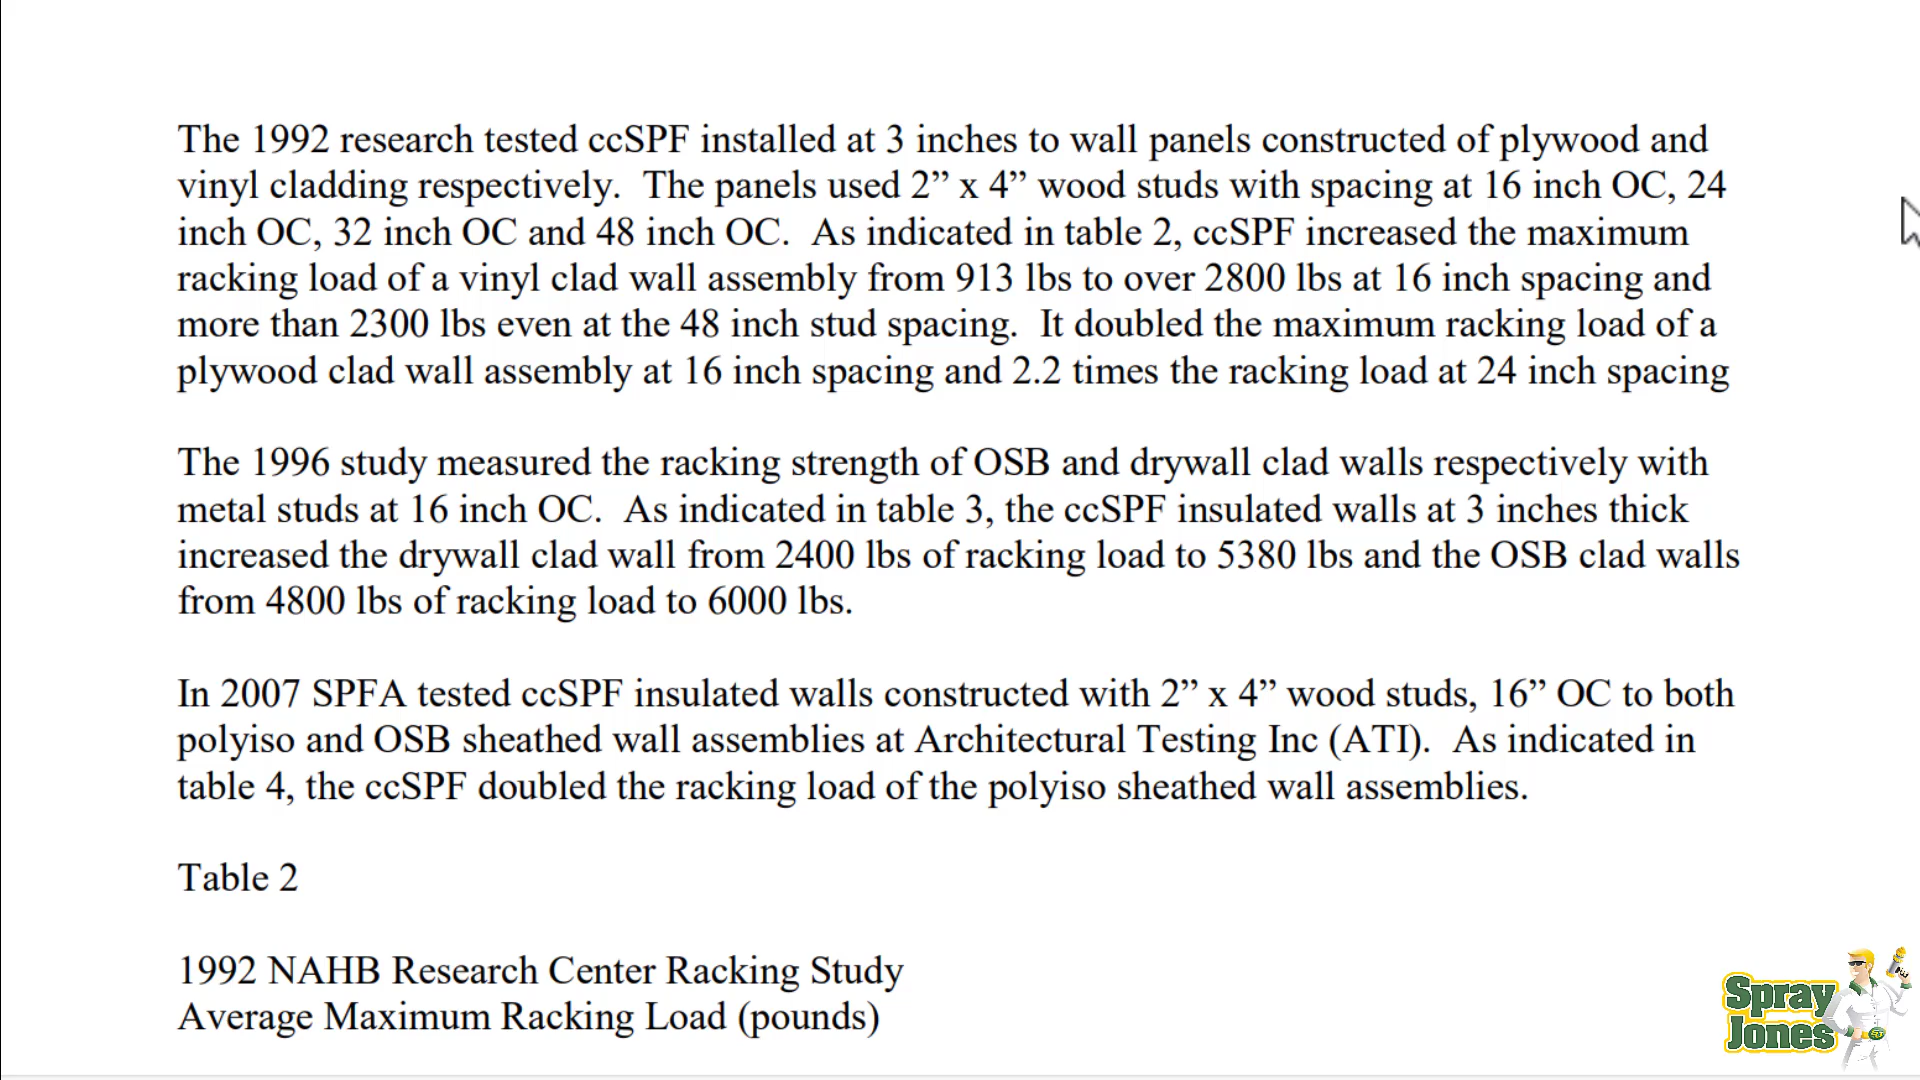 The 1992 research tested ccSPF installed at 3 inches to wall panels constructed of plywood and
vinyl cladding respectively.  The panels used 2” x 4” wood studs with spacing at 16 inch OC, 24
inch OC, 32 inch OC and 48 inch OC.  As indicated in table 2, ccSPF increased the maximum
racking load of a vinyl clad wall assembly from 913 lbs to over 2800 lbs at 16 inch spacing and
more than 2300 lbs even at the 48 inch stud spacing.  It doubled the maximum racking load of a
plywood clad wall assembly at 16 inch spacing and 2.2 times the racking load at 24 inch spacing
The 1996 study measured the racking strength of OSB and drywall clad walls respectively with
metal studs at 16 inch OC.  As indicated in table 3, the ccSPF insulated walls at 3 inches thick
increased the drywall clad wall from 2400 lbs of racking load to 5380 lbs and the OSB clad walls
from 4800 lbs of racking load to 6000 lbs.
In 2007 SPFA tested ccSPF insulated walls constructed with 2” x 4” wood studs, 16” OC to both
polyiso and OSB sheathed wall assemblies at Architectural Testing Inc (ATI).  As indicated in
table 4, the ccSPF doubled the racking load of the polyiso sheathed wall assemblies.
Table 2
1992 NAHB Research Center Racking Study
Average Maximum Racking Load (pounds)
Spray
Jones